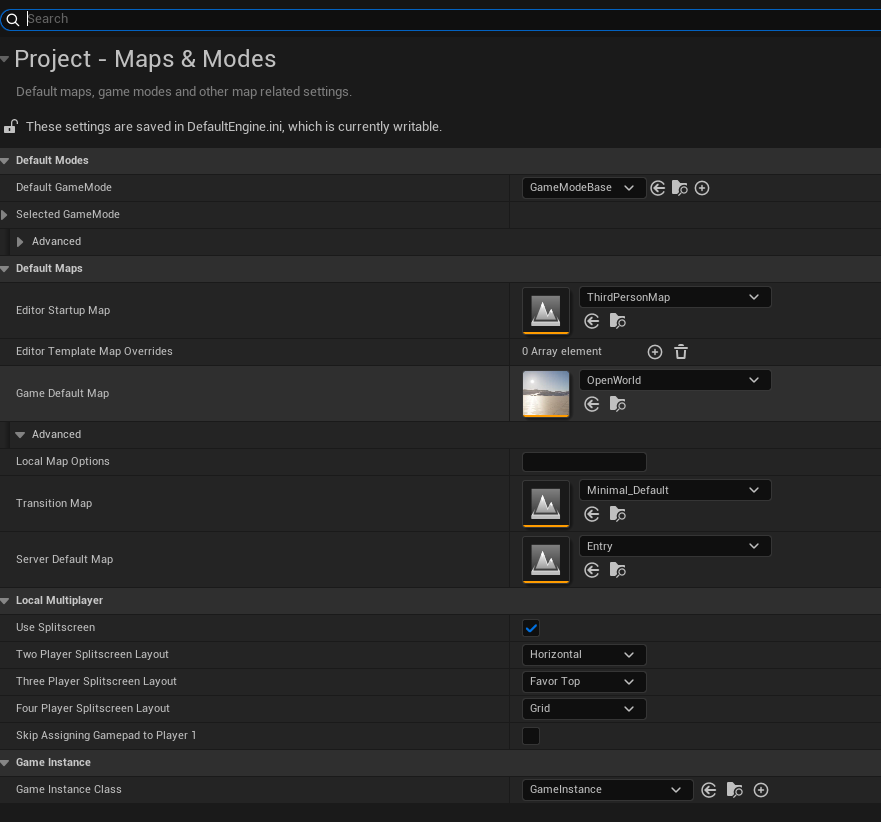 Search
Project - Maps & Modes
Default maps, game modes and other map related settings.
These settings are saved in DefaultEngine.ini, which is currently writable.
Default Modes
Default GameMode
GameModeBase
Selected GameMode
Advanced
Default Maps
Editor Startup Map
ThirdPersonMap
Editor Template Map Overrides
0 Array element
Game Default Map
OpenWorld
Advanced
Local Map Options
Transition Map
Minimal_Default
Server Default Map
Entry
Local Multiplayer
Use Splitscreen
Two Player Splitscreen Layout
Horizontal
Three Player Splitscreen Layout
Favor Top
Four Player Splitscreen Layout
Grid
Skip Assigning Gamepad to Player 1
Game Instance
Game Instance Class
GameInstance